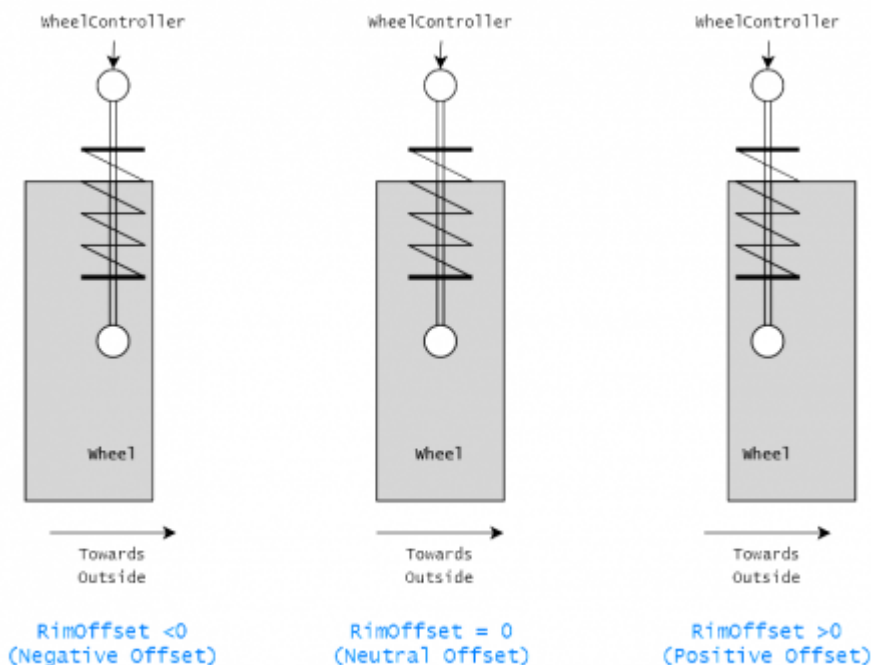 WheelController
WheelController
WheelController
Wheel
Wheel
Wheel
Towards
Outside
Towards
Outside
Towards
Outside
RimOffset <0
(Negative Offset)
RimOffset = 0
(Neutral Offset)
RimOffset >0
(Positive Offset)